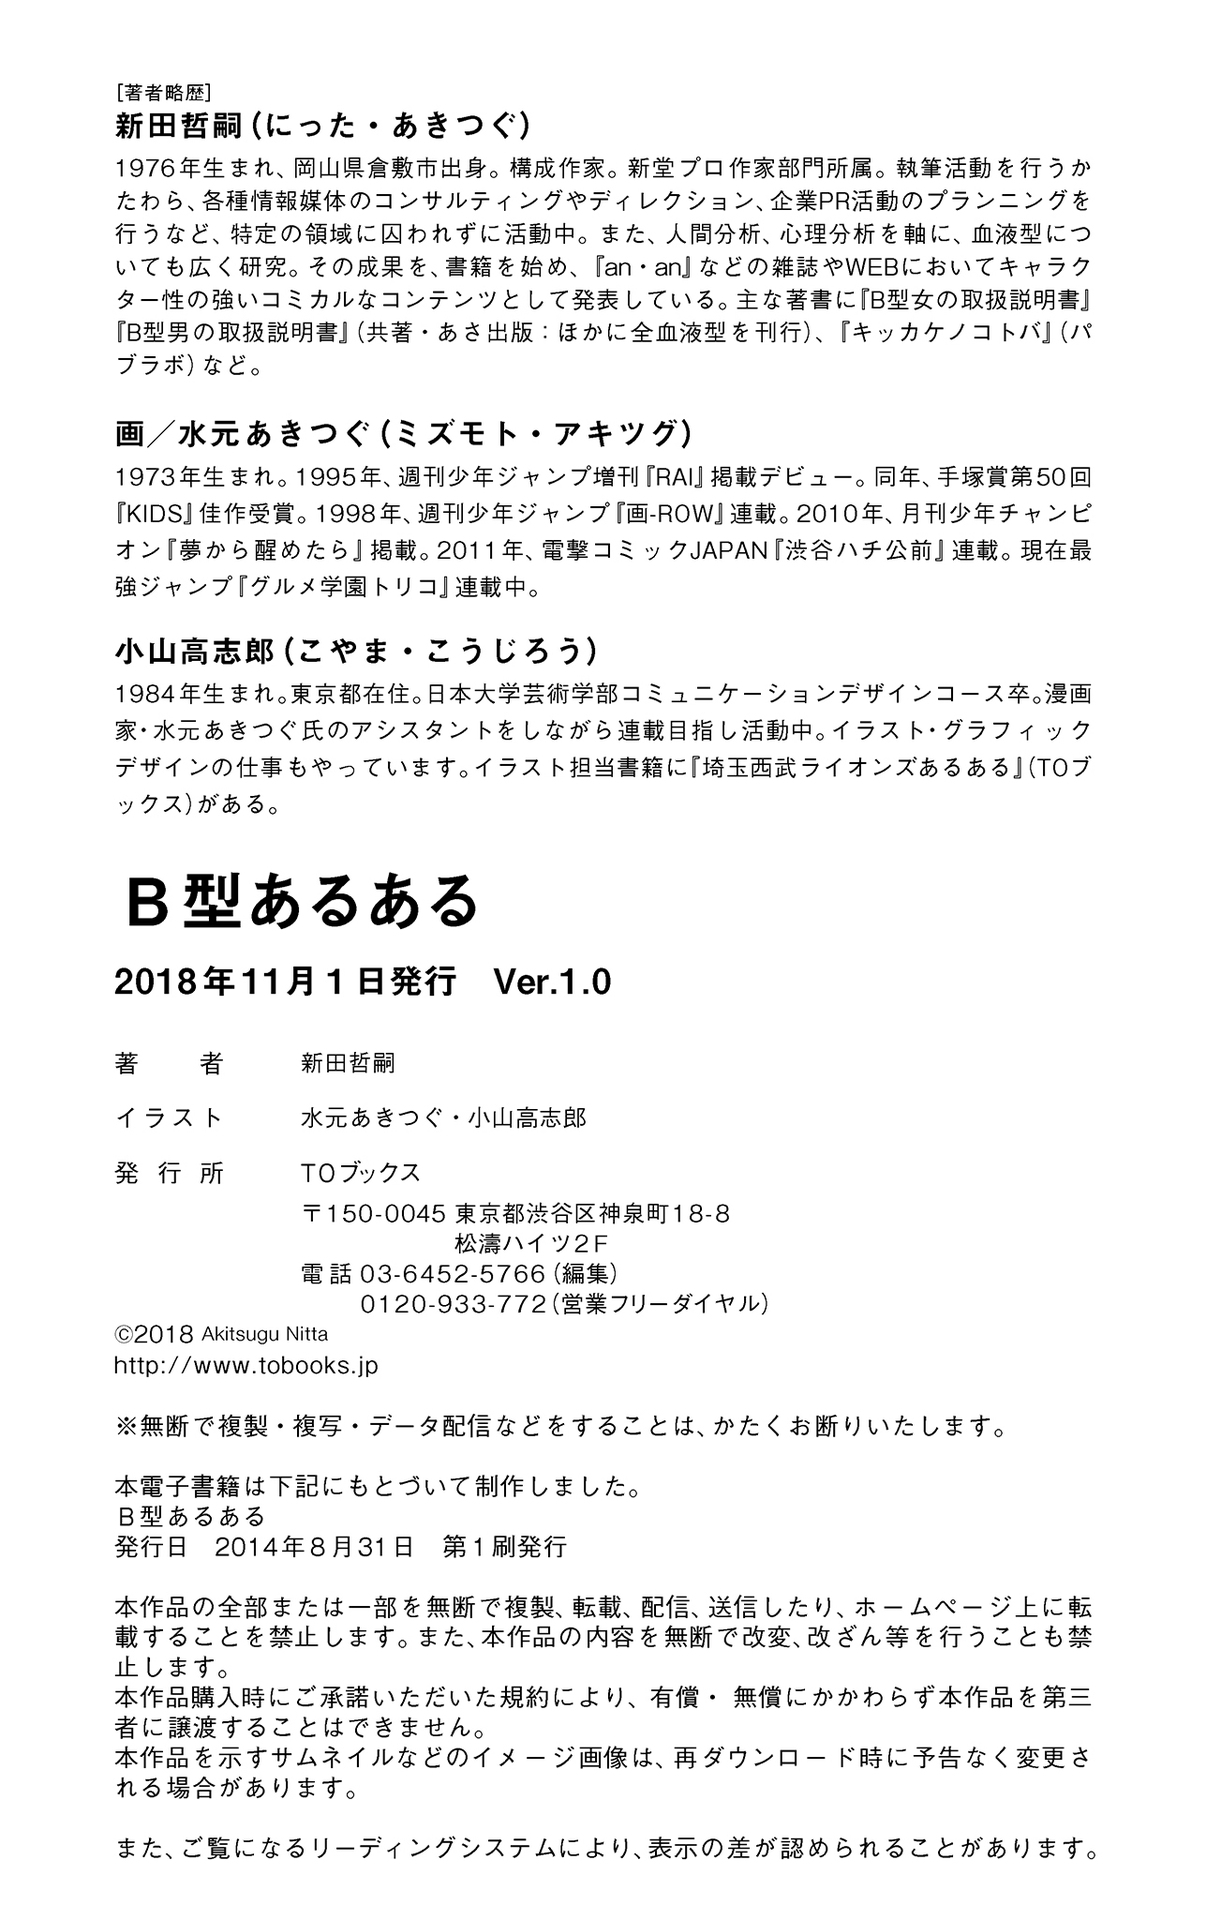 ［著者略歴］
新田哲嗣（にった・あきつぐ）
1976年生まれ、岡山県倉敷市出身。構成作家。新堂プロ作家部門所属。執筆活動を行うか
たわら、各種情報媒体のコンサルティングやディレクション、企業PR活動のプランニングを
行うなど、特定の領域に囚われずに活動中。また、人間分析、心理分析を軸に、血液型につ
いても広く研究。その成果を、書籍を始め、『an・an』などの雑誌やWEBにおいてキャラク
ター性の強いコミカルなコンテンツとして発表している。主な著書に『B型女の取扱説明書』
『B型男の取扱説明書』（共著・あさ出版：ほかに全血液型を刊行）、『キッカケノコトバ』（パ
ブラボ）など。
画／水元あきつぐ（ミズモト・アキツグ）
1973年生まれ。1995年、週刊少年ジャンプ増刊『RAI』掲載デビュー。同年、手塚賞第50回
『KIDS』佳作受賞。1998年、週刊少年ジャンプ『画-ROW』連載。2010年、月刊少年チャンピ
オン『夢から醒めたら』掲載。2011年、電撃コミックJAPAN『渋谷ハチ公前』連載。現在最
強ジャンプ『グルメ学園トリコ』連載中。
小山高志郎（こやま・こうじろう）
1984年生まれ。東京都在住。日本大学芸術学部コミュニケーションデザインコース卒。漫画
家・水元あきつぐ氏のアシスタントをしながら連載目指し活動中。イラスト・グラフィック
デザインの仕事もやっています。イラスト担当書籍に『埼玉西武ライオンズあるある』（TOブ
ックス）がある。
B型あるある
2018年11月1日発行　Ver.1.0
著　者　新田哲嗣
イラスト　水元あきつぐ・小山高志郎
発行所　TOブックス
〒150-0045 東京都渋谷区神泉町18-8
松濤ハイツ2F
電話 03-6452-5766（編集）
0120-933-772（営業フリーダイヤル）
©2018 Akitsugu Nitta
http://www.tobooks.jp
※無断で複製・複写・データ配信などをすることは、かたくお断りいたします。
本電子書籍は下記にもとづいて制作しました。
B型あるある
発行日　2014年8月31日　第1刷発行
本作品の全部または一部を無断で複製、転載、配信、送信したり、ホームページ上に転
載することを禁止します。また、本作品の内容を無断で改変、改ざん等を行うことも禁
止します。
本作品購入時にご承諾いただいた規約により、有償・ 無償にかかわらず本作品を第三
者に譲渡することはできません。
本作品を示すサムネイルなどのイメージ画像は、再ダウンロード時に予告なく変更さ
れる場合があります。
また、ご覧になるリーディングシステムにより、表示の差が認められることがあります。